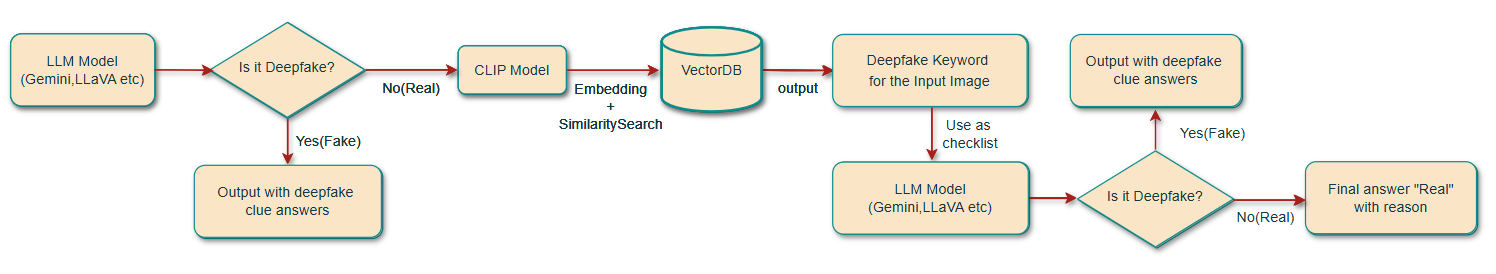 LLM Model
(Gemini,LLaVA etc)
Is it Deepfake?
Yes(Fake)
Output with deepfake
clue answers
No(Real)
CLIP Model
Embedding
+
SimilaritySearch
VectorDB
output
Deepfake Keyword
for the Input Image
Use as
checklist
LLM Model
(Gemini,LLaVA etc)
Is it Deepfake?
Yes(Fake)
Output with deepfake
clue answers
No(Real)
Final answer "Real"
with reason